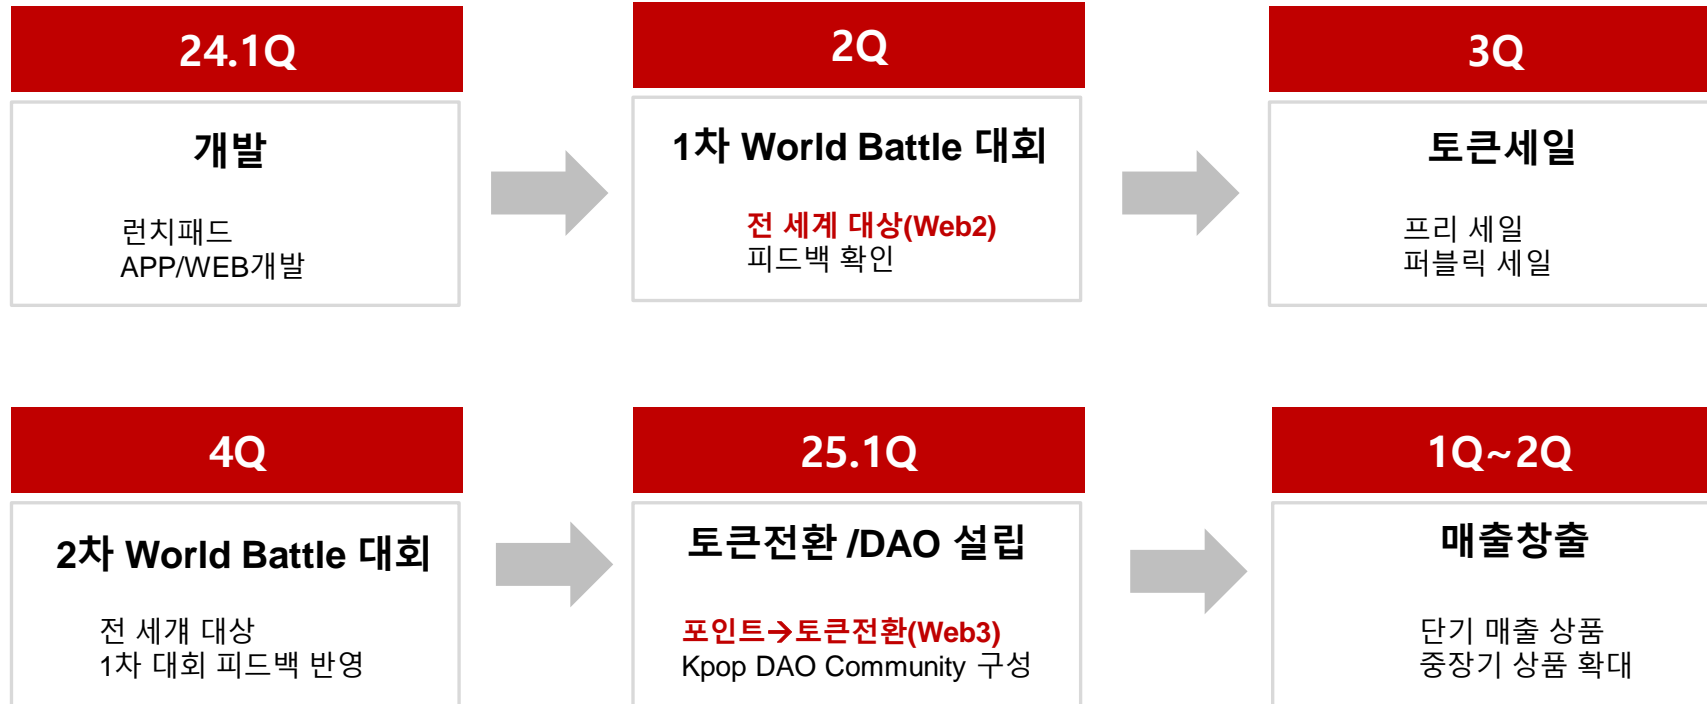 24.1Q
개발
런치패드
APP/WEB개발
2Q
1차 World Battle 대회
전 세계 대상(Web2)
피드백 확인
3Q
토큰세일
프리 세일
퍼블릭 세일
4Q
2차 World Battle 대회
전 세걔 대상
1차 대회 피드백 반영
25.1Q
토큰전환 /DAO 설립
포인트→토큰전환(Web3)
Kpop DAO Community 구성
1Q~2Q
매출창출
단기 매출 상품
중장기 상품 확대